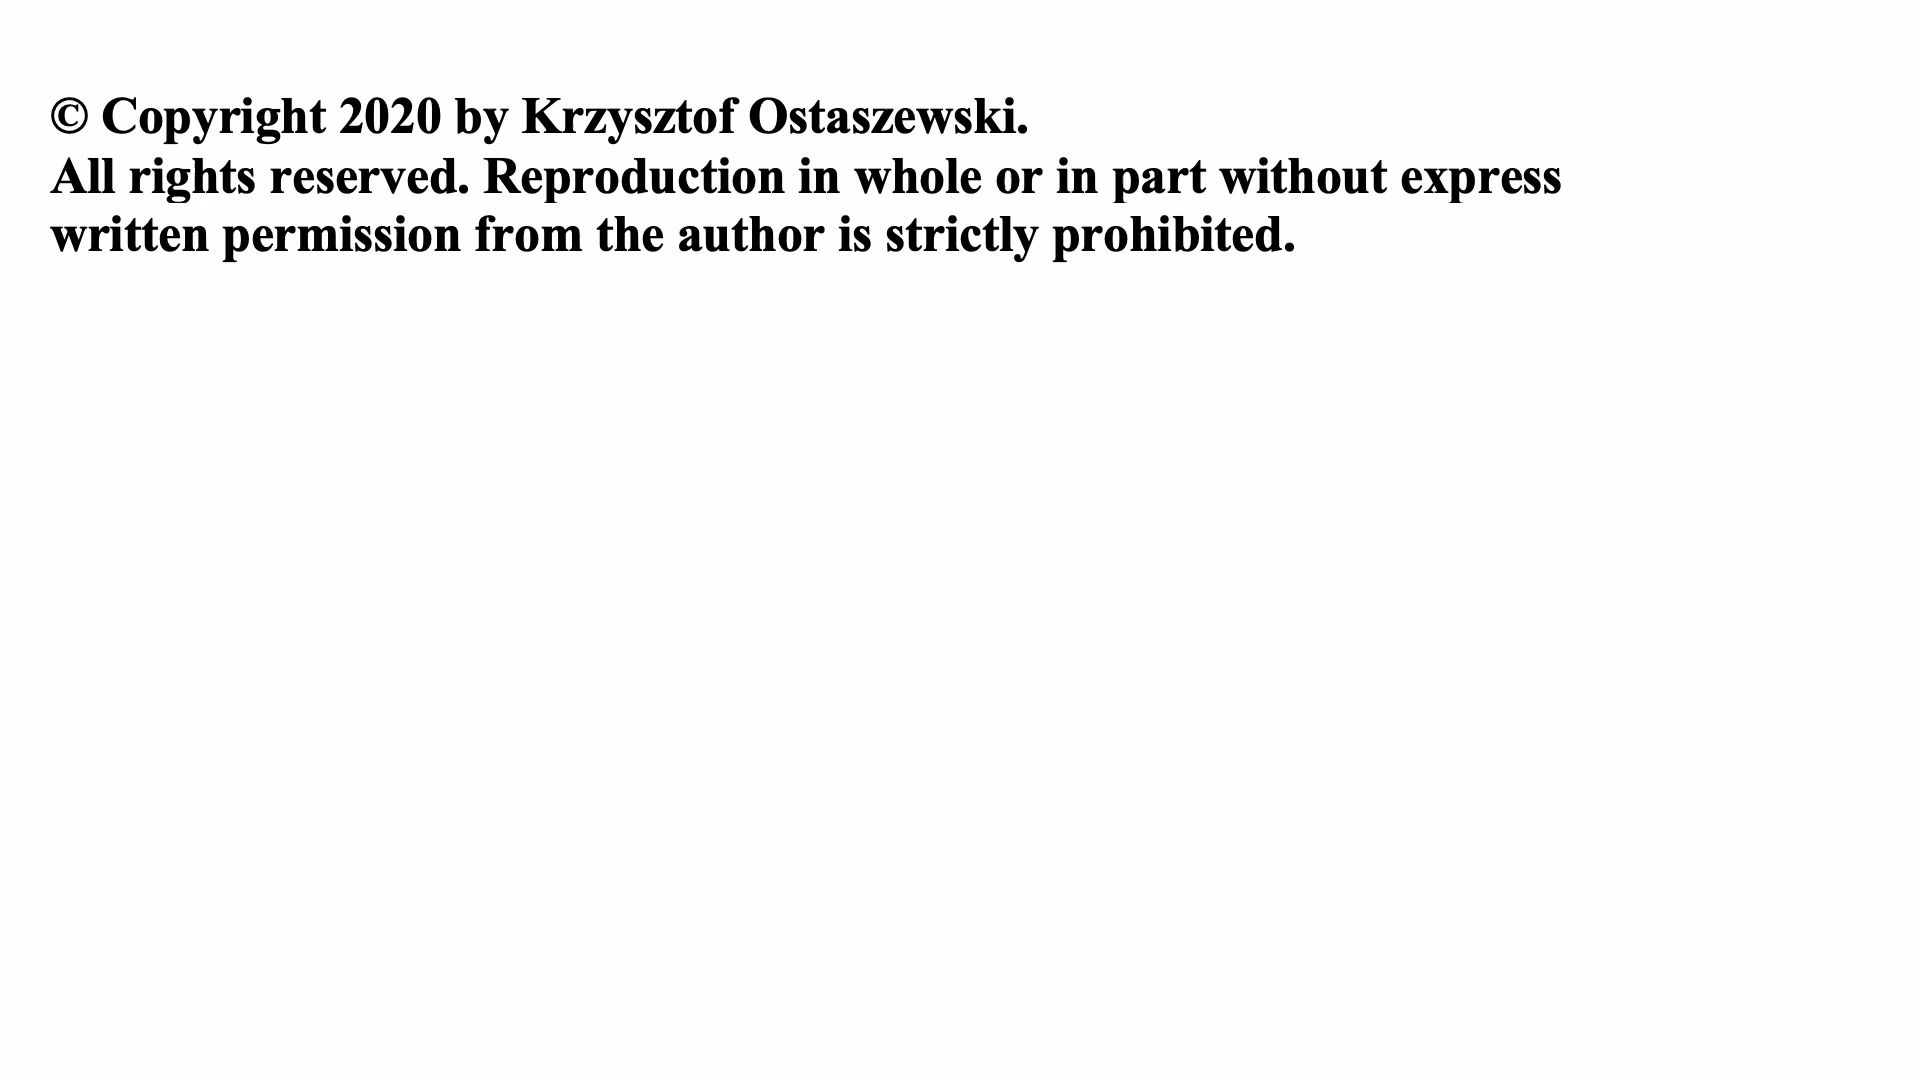 © Copyright 2020 by Krzysztof Ostaszewski.
All rights reserved. Reproduction in whole or in part without express
written permission from the author is strictly prohibited.